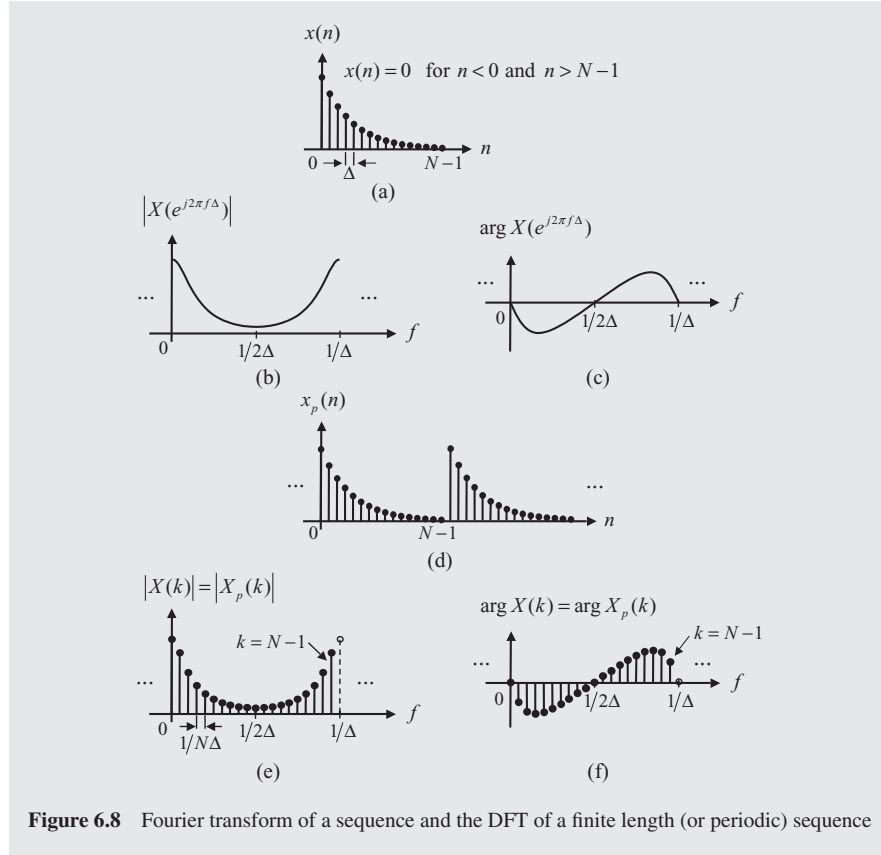 x(n)
x(n) = 0 for n < 0 and n > N−1
n
0 Δ N−1
(a)
|X(e^{j2πfΔ})|
...
...
0 1/2Δ 1/Δ f
(b)
arg X(e^{j2πfΔ})
...
...
0 1/2Δ 1/Δ f
(c)
x_p(n)
...
...
0 N−1 n
(d)
|X(k)| = |X_p(k)|
k = N−1
...
...
0 1/NΔ 1/2Δ 1/Δ f
(e)
arg X(k) = arg X_p(k)
k = N−1
...
...
0 1/2Δ 1/Δ f
(f)
Figure 6.8 Fourier transform of a sequence and the DFT of a finite length (or periodic) sequence